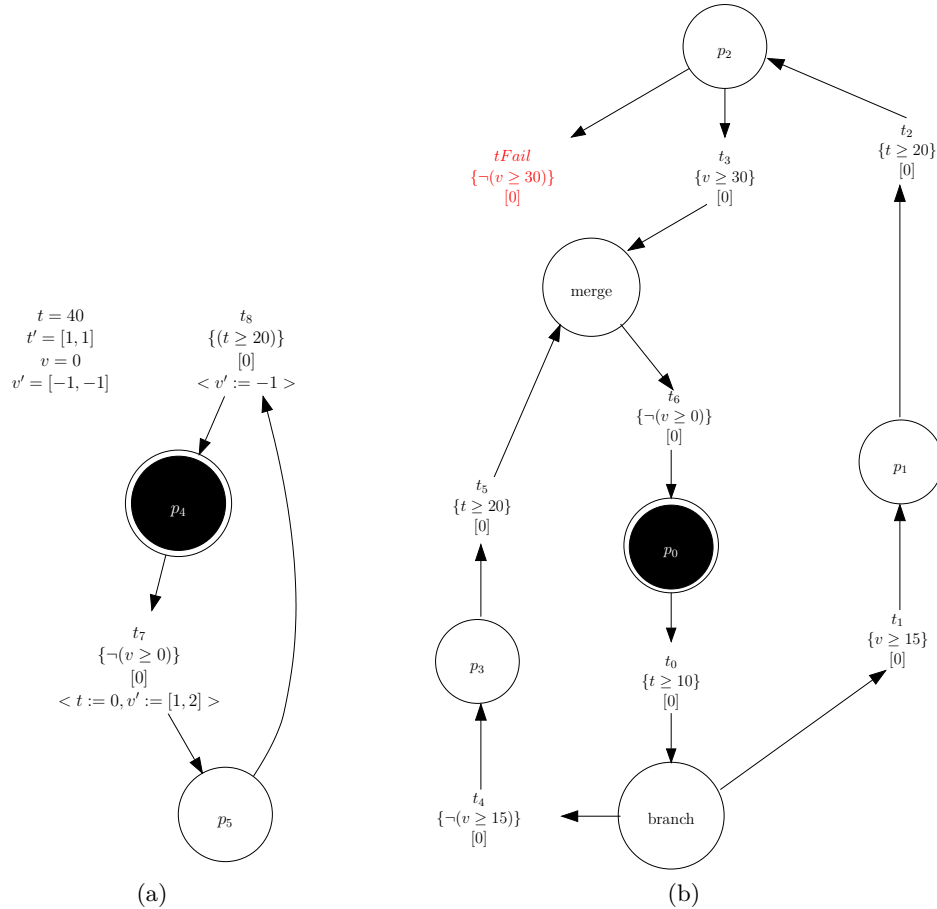 p₂
t₂
{t ≥ 20}
[0]
tFail
{¬(v ≥ 30)}
[0]
t₃
{v ≥ 30}
[0]
merge
t = 40
t′ = [1, 1]
v = 0
v′ = [−1, −1]
t₈
{(t ≥ 20)}
[0]
< v′ := −1 >
t₆
{¬(v ≥ 0)}
[0]
p₁
p₄
t₅
{t ≥ 20}
[0]
p₀
t₇
{¬(v ≥ 0)}
[0]
< t := 0, v′ := [1, 2] >
p₃
t₀
{t ≥ 10}
[0]
t₁
{v ≥ 15}
[0]
p₅
t₄
{¬(v ≥ 15)}
[0]
branch
(a)
(b)